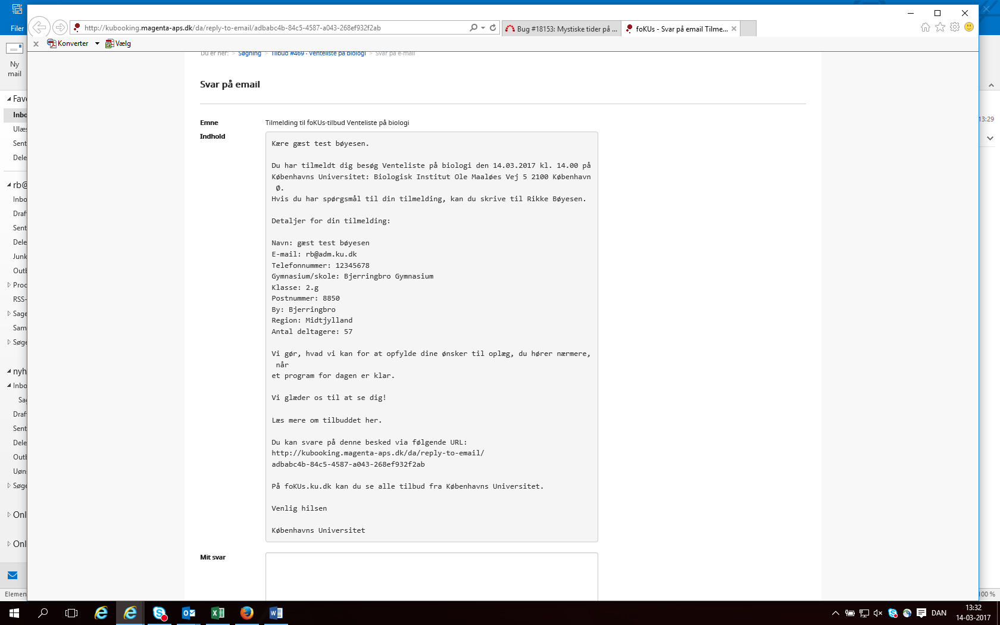 Filer
http://kubooking.magenta-aps.dk/da/reply-to-email/adbabc4b-84c5-4587-a043-268ef932f2ab
Bug #18153: Mystiske tider på ...
foKUs - Svar på email Tilme...
x Konverter Vælg
Ny
mail
Du er her: > Søgning > Tilbud #469 - Venteliste på biologi > Svar på e-mail
Svar på email
Emne Tilmelding til foKUs-tilbud Venteliste på biologi
Indhold
Kære gæst test bøyesen.
Du har tilmeldt dig besøg Venteliste på biologi den 14.03.2017 kl. 14.00 på
Københavns Universitet: Biologisk Institut Ole Maaløes Vej 5 2100 København
Ø.
Hvis du har spørgsmål til din tilmelding, kan du skrive til Rikke Bøyesen.
Detaljer for din tilmelding:
Navn: gæst test bøyesen
E-mail: rb@adm.ku.dk
Telefonnummer: 12345678
Gymnasium/skole: Bjerringbro Gymnasium
Klasse: 2.g
Postnummer: 8850
By: Bjerringbro
Region: Midtjylland
Antal deltagere: 57
Vi gør, hvad vi kan for at opfylde dine ønsker til oplæg, du hører nærmere,
når
et program for dagen er klar.
Vi glæder os til at se dig!
Læs mere om tilbuddet her.
Du kan svare på denne besked via følgende URL:
http://kubooking.magenta-aps.dk/da/reply-to-email/
adbabc4b-84c5-4587-a043-268ef932f2ab
På foKUs.ku.dk kan du se alle tilbud fra Københavns Universitet.
Venlig hilsen
Københavns Universitet
Mit svar
Fav
Inbo
Ulæs
Sent
Dele
rb@
Inbo
Draf
Sent
Dele
Junk
Outb
Proc
RSS-
Sage
Sam
Søge
nyh
Inbo
Sag
Draf
Sent
Dele
Outb
Uøns
Søge
Onl
Onl
Elemen
13:29
100 %
DAN
13:32
14-03-2017